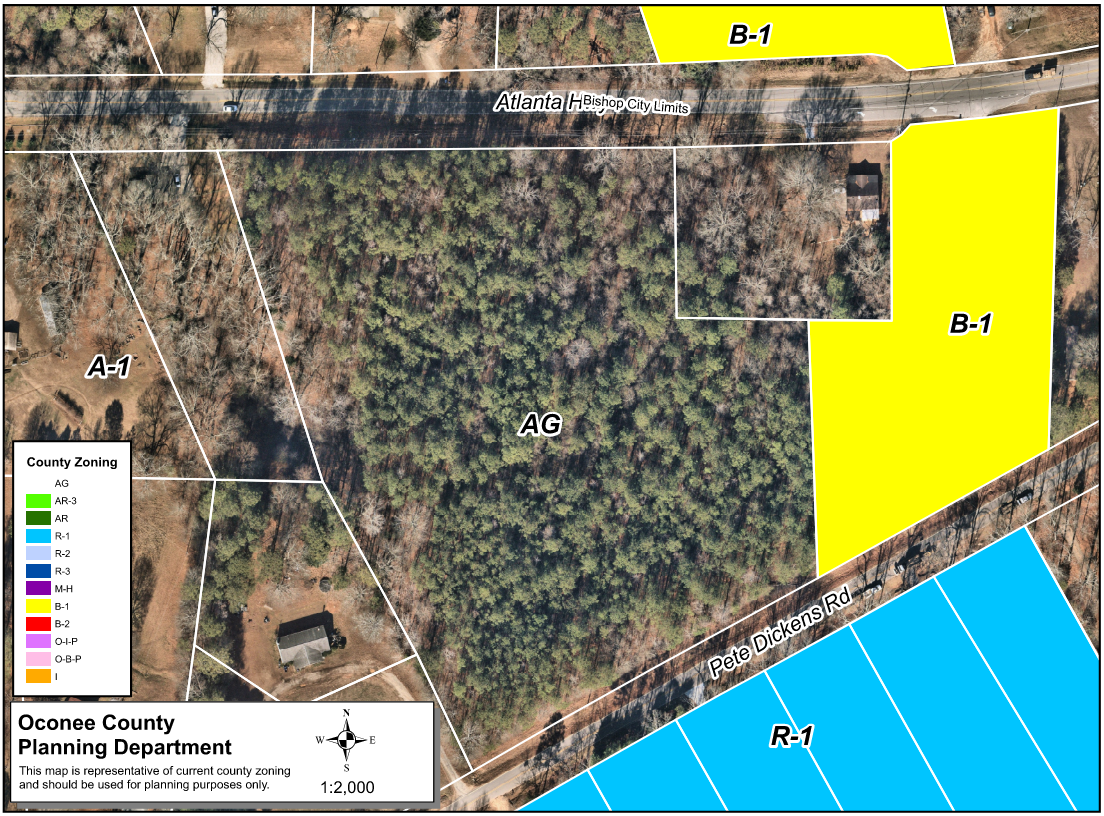 B-1
Atlanta H
Bishop City Limits
B-1
A-1
AG
County Zoning
AG
AR-3
AR
R-1
R-2
R-3
M-H
B-1
B-2
O-I-P
O-B-P
I
Pete Dickens Rd
R-1
Oconee County
Planning Department
This map is representative of current county zoning
and should be used for planning purposes only.
N
W
E
S
1:2,000